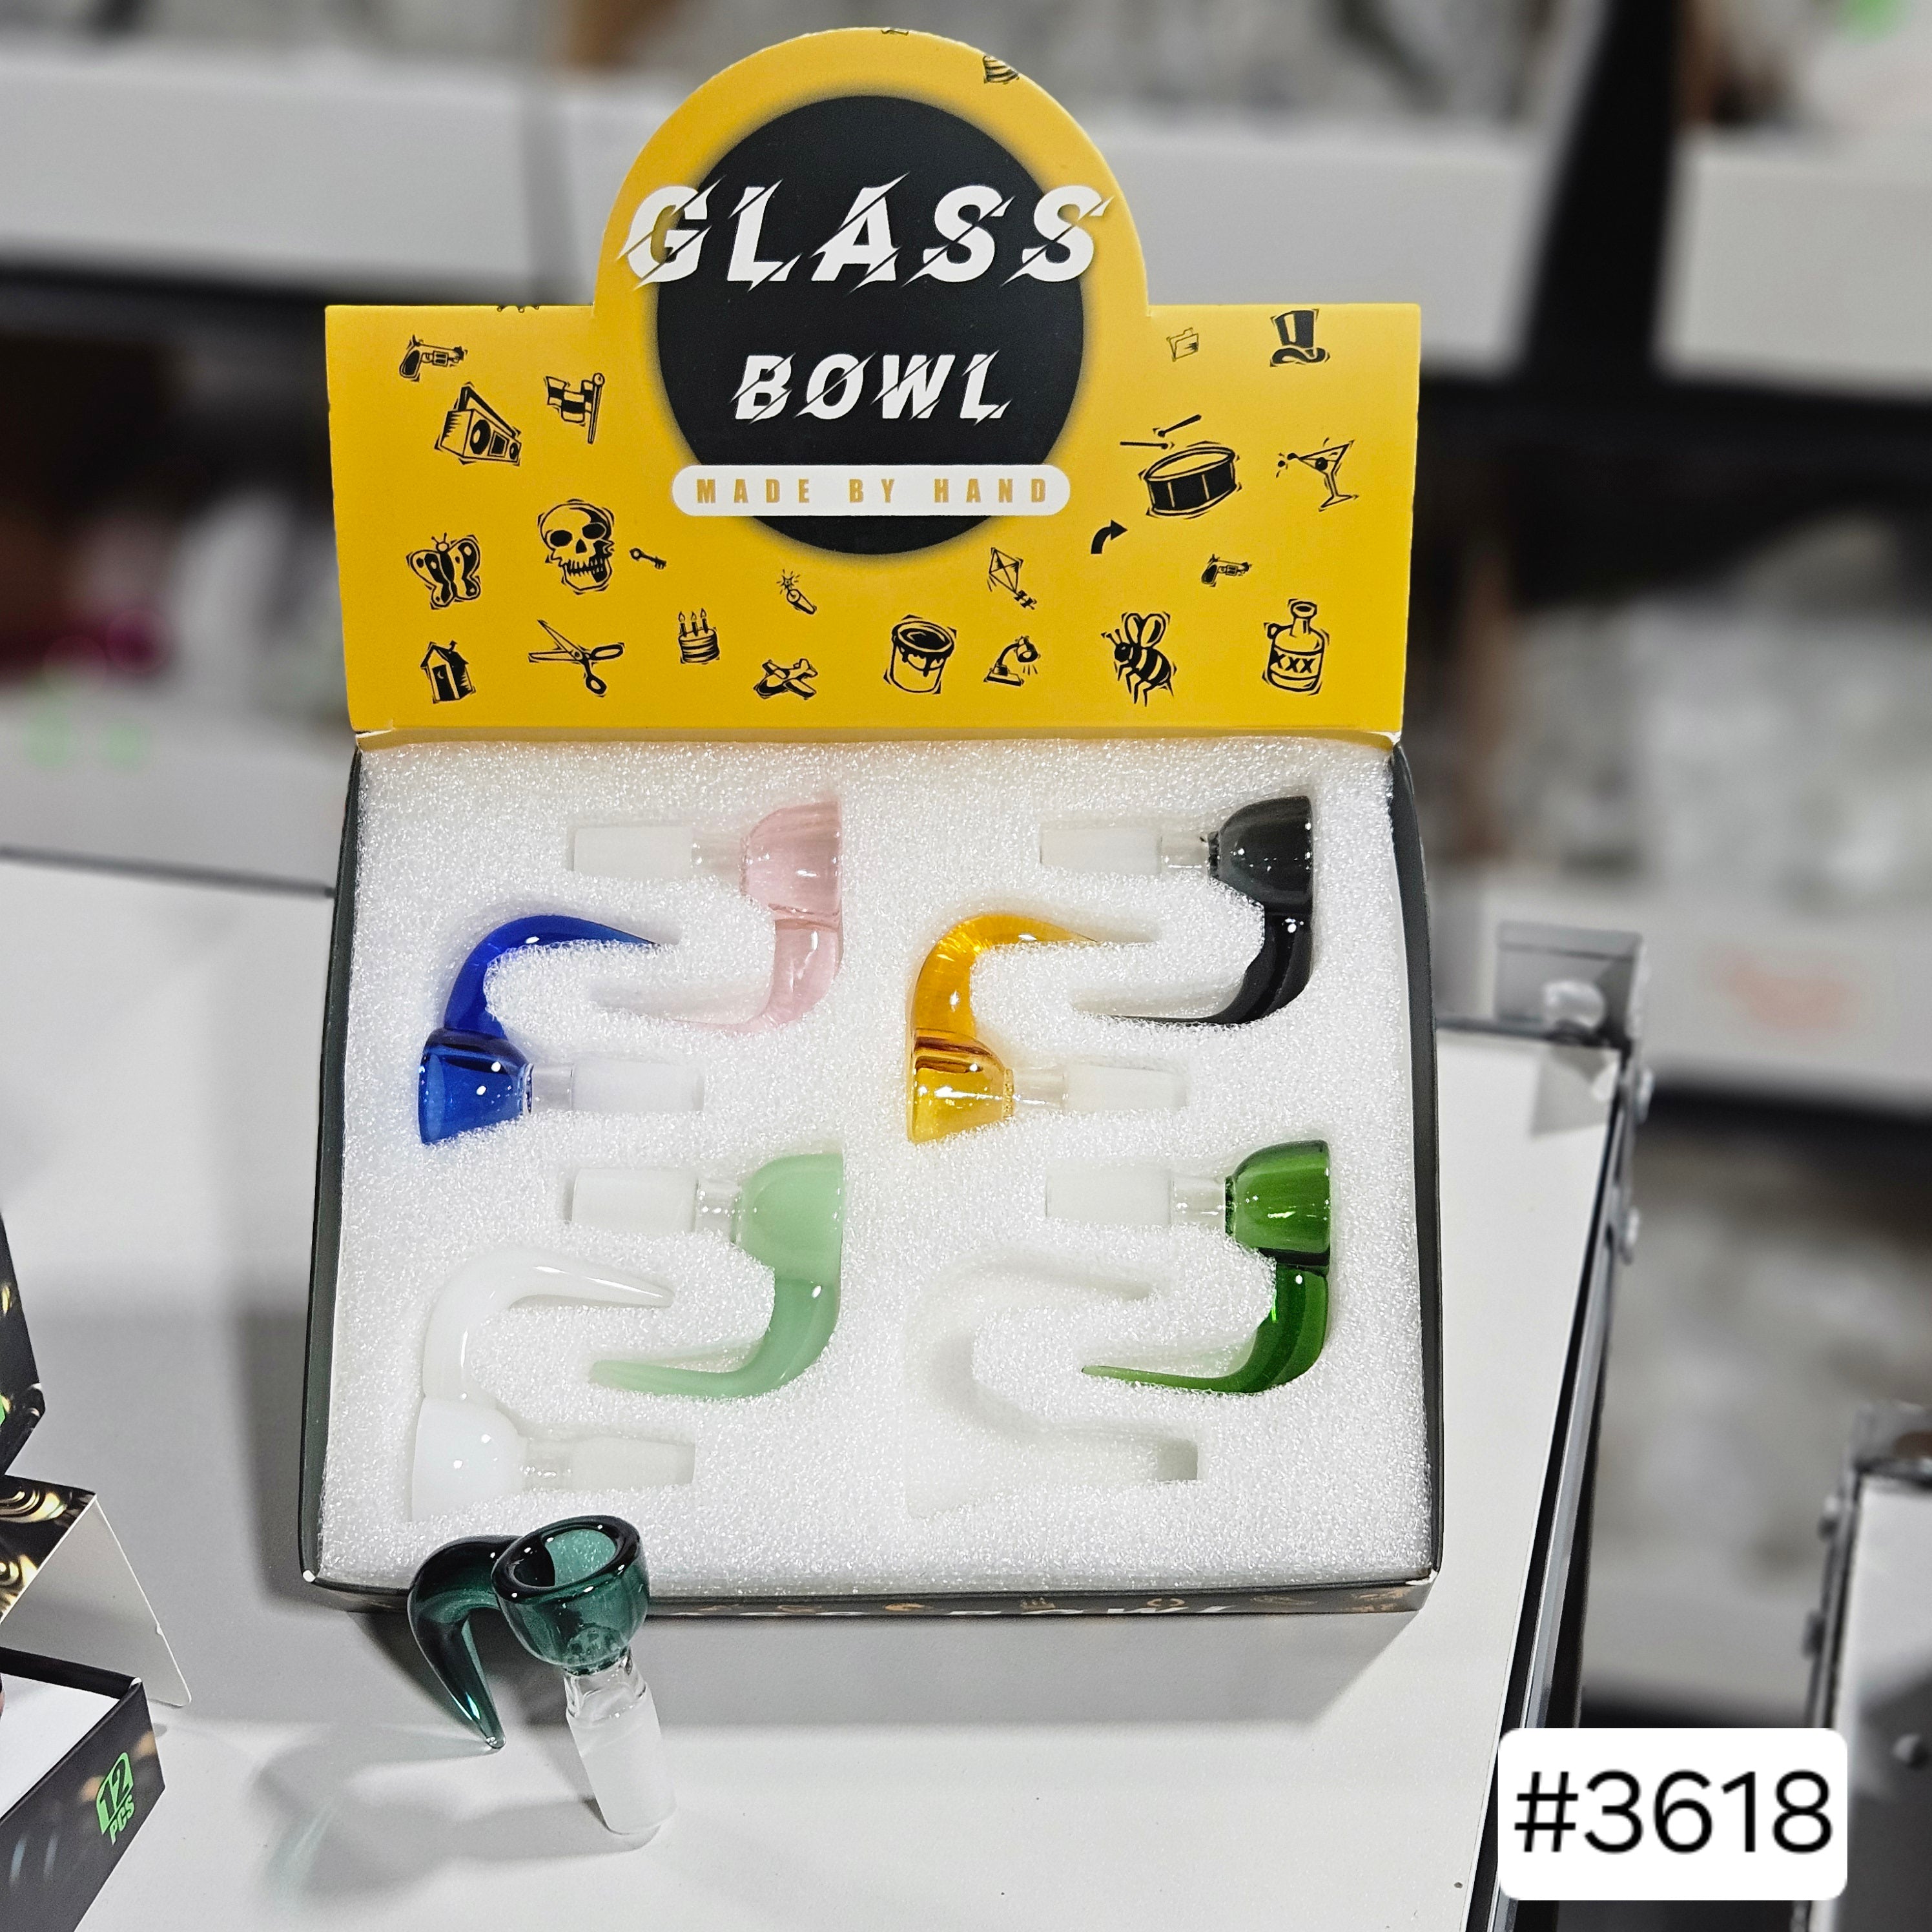 GLASS
BOWL
MADE BY HAND
XXX
12
PCS
#3618